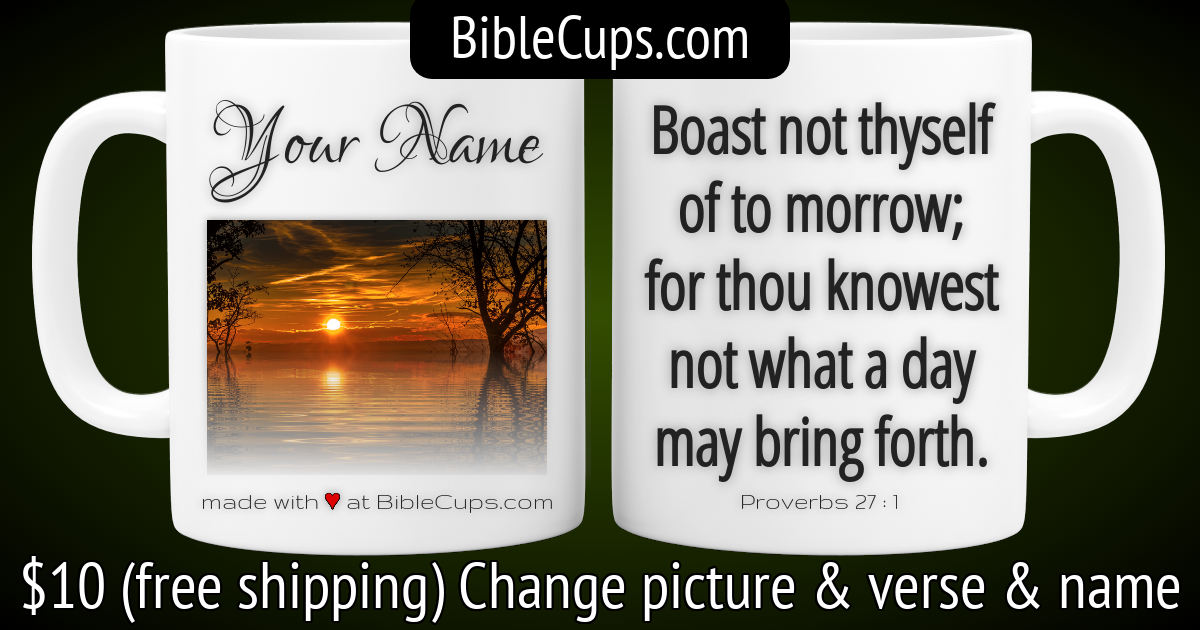 BibleCups.com
Your Name
made with ♥ at BibleCups.com
Boast not thyself
of to morrow;
for thou knowest
not what a day
may bring forth.
Proverbs 27 : 1
$10 (free shipping) Change picture & verse & name